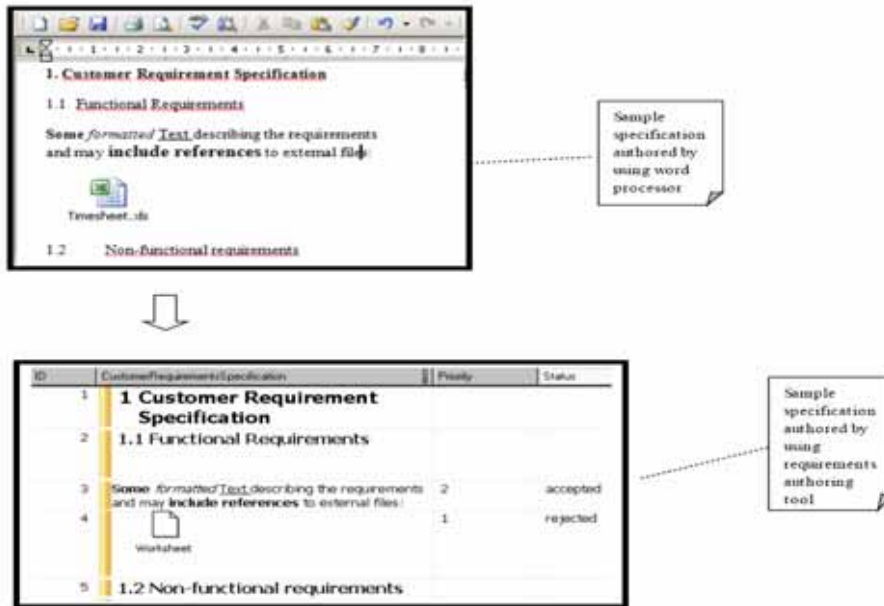 1. Customer Requirement Specification
1.1 Functional Requirements
Some formatted Text describing the requirements
and may include references to external files:
Timesheet..xls
1.2 Non-functional requirements
Sample
specification
authored by
using word
processor
ID CustomerRequirementsSpecification Priority Status
1 1 Customer Requirement
Specification
2 1.1 Functional Requirements
3 Some formatted Text describing the requirements 2 accepted
and may include references to external files:
4 1 rejected
Worksheet
5 1.2 Non-functional requirements
Sample
specification
authored by
using
requirements
authoring
tool